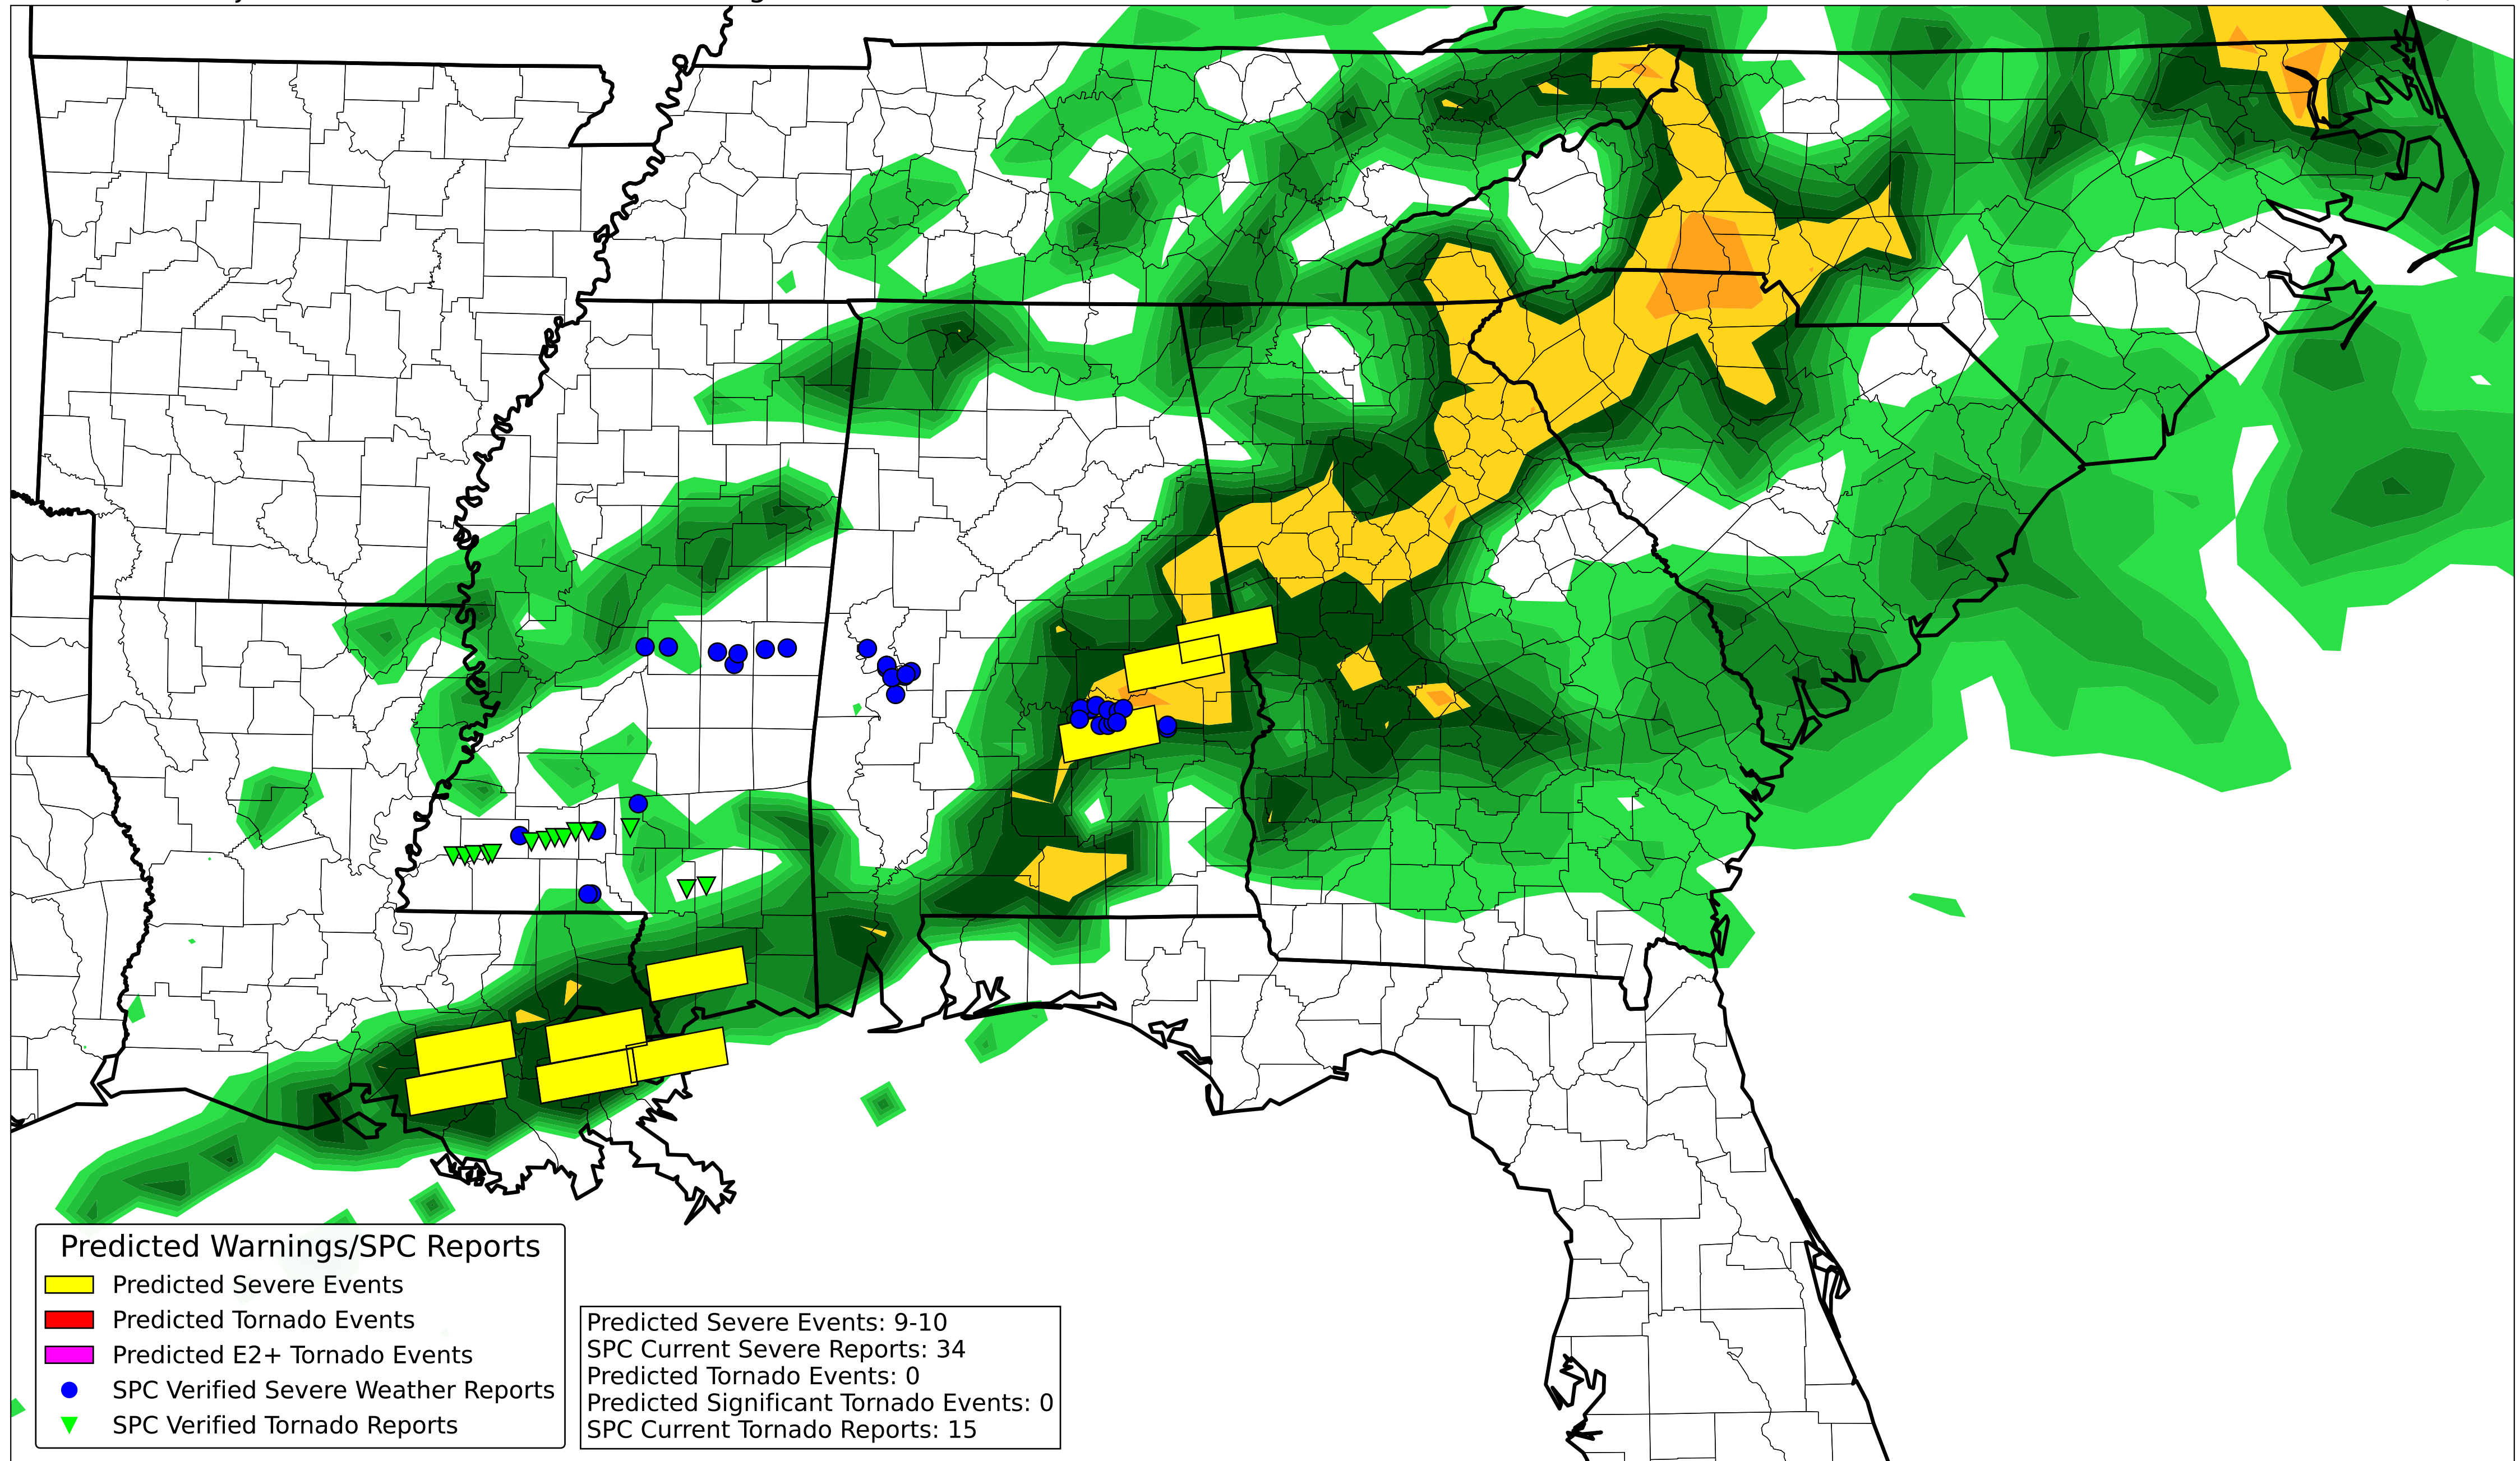 Predicted Warnings/SPC Reports
Predicted Severe Events
Predicted Tornado Events
Predicted E2+ Tornado Events
SPC Verified Severe Weather Reports
SPC Verified Tornado Reports
Predicted Severe Events: 9-10
SPC Current Severe Reports: 34
Predicted Tornado Events: 0
Predicted Significant Tornado Events: 0
SPC Current Tornado Reports: 15